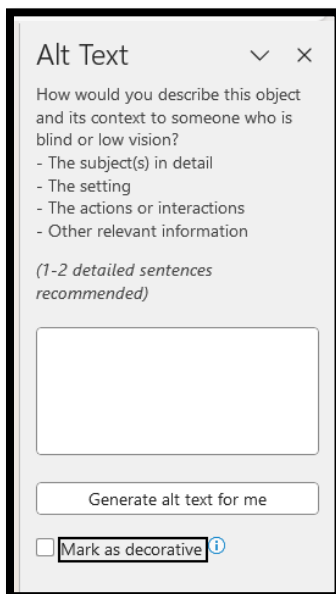 Alt Text
How would you describe this object
and its context to someone who is
blind or low vision?
- The subject(s) in detail
- The setting
- The actions or interactions
- Other relevant information
(1-2 detailed sentences
recommended)
Generate alt text for me
Mark as decorative